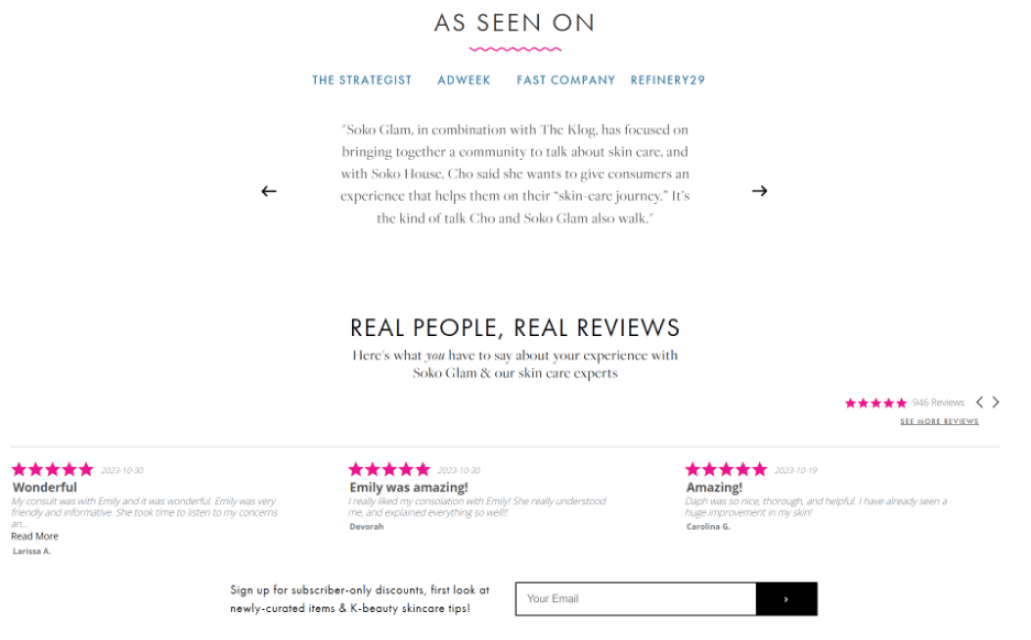 AS SEEN ON
THE STRATEGIST ADWEEK FAST COMPANY REFINERY29
"Soko Glam, in combination with The Klog, has focused on
bringing together a community to talk about skin care, and
with Soko House, Cho said she wants to give consumers an
experience that helps them on their “skin-care journey.” It's
the kind of talk Cho and Soko Glam also walk."
REAL PEOPLE, REAL REVIEWS
Here's what you have to say about your experience with
Soko Glam & our skin care experts
946 Reviews
SEE MORE REVIEWS
2023-10-30
Wonderful
My consult was with Emily and it was wonderful. Emily was very
friendly and informative. She took time to listen to my concerns
an...
Read More
Larissa A.
2023-10-30
Emily was amazing!
I really liked my consolation with Emily! She really understood
me, and explained everything so well!!
Devorah
2023-10-19
Amazing!
Daph was so nice, thorough, and helpful. I have already seen a
huge improvement in my skin!
Carolina G.
Sign up for subscriber-only discounts, first look at
newly-curated items & K-beauty skincare tips!
Your Email